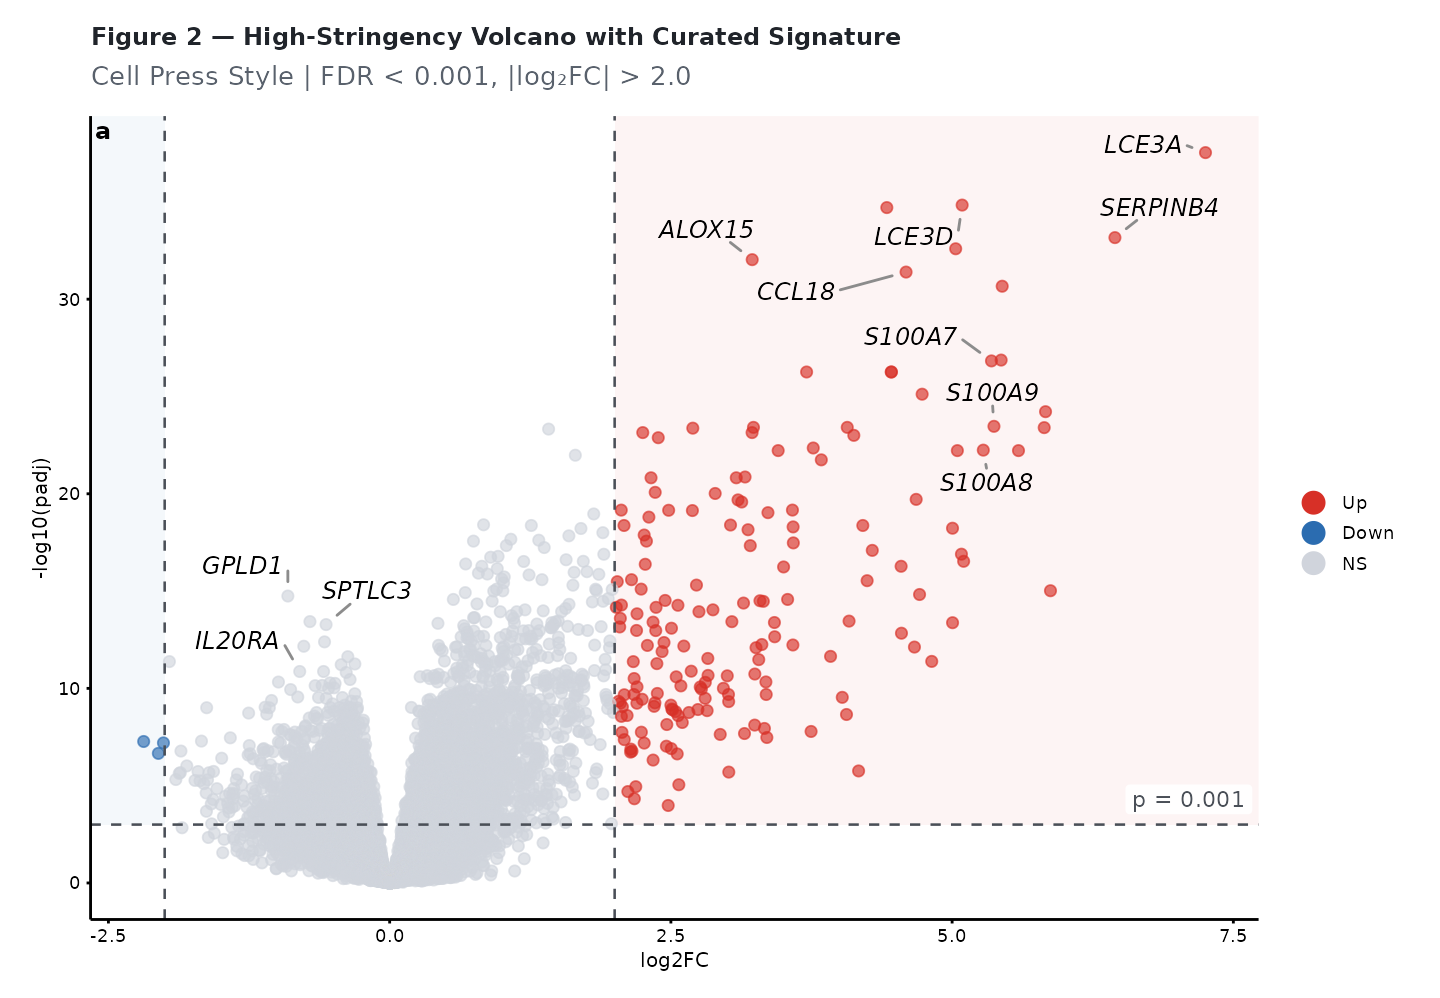 Figure 2 — High-Stringency Volcano with Curated Signature
Cell Press Style | FDR < 0.001, |log₂FC| > 2.0
a
LCE3A
SERPINB4
ALOX15
LCE3D
CCL18
S100A7
S100A9
S100A8
GPLD1
SPTLC3
IL20RA
p = 0.001
30
20
10
0
-log10(padj)
-2.5
0.0
2.5
5.0
7.5
log2FC
Up
Down
NS